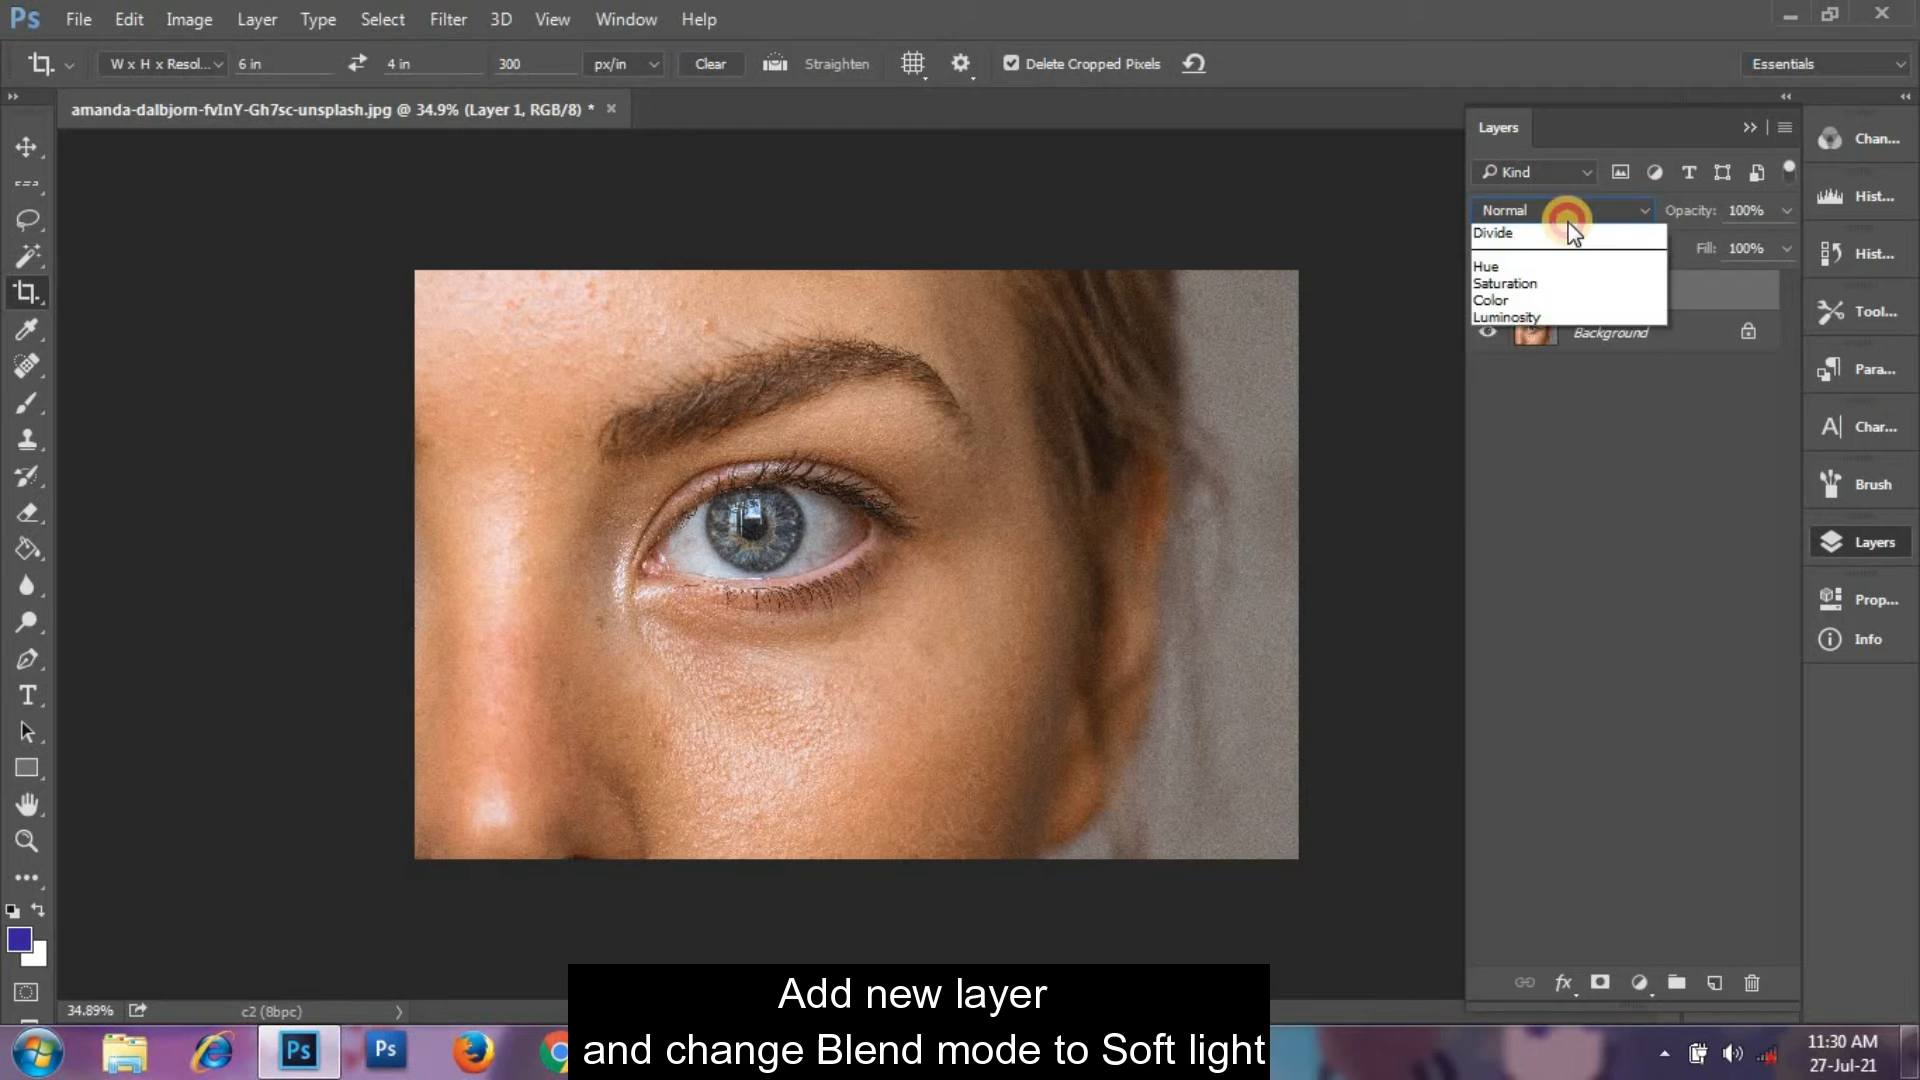 Ps File Edit Image Layer Type Select Filter 3D View Window Help
W x H x Resol... 6 in 4 in 300 px/in Clear Straighten Delete Cropped Pixels Essentials
amanda-dalbjorn-fvInY-Gh7sc-unsplash.jpg @ 34.9% (Layer 1, RGB/8) *
Layers
Kind
Normal Opacity: 100%
Divide
Fill: 100%
Hue
Saturation
Color
Luminosity
Background
Chan...
Hist...
Hist...
Tool...
Para...
Char...
Brush
Layers
Prop...
Info
fx
34.89% c2 (8bpc)
Add new layer
and change Blend mode to Soft light
Ps
Ps
11:30 AM
27-Jul-21